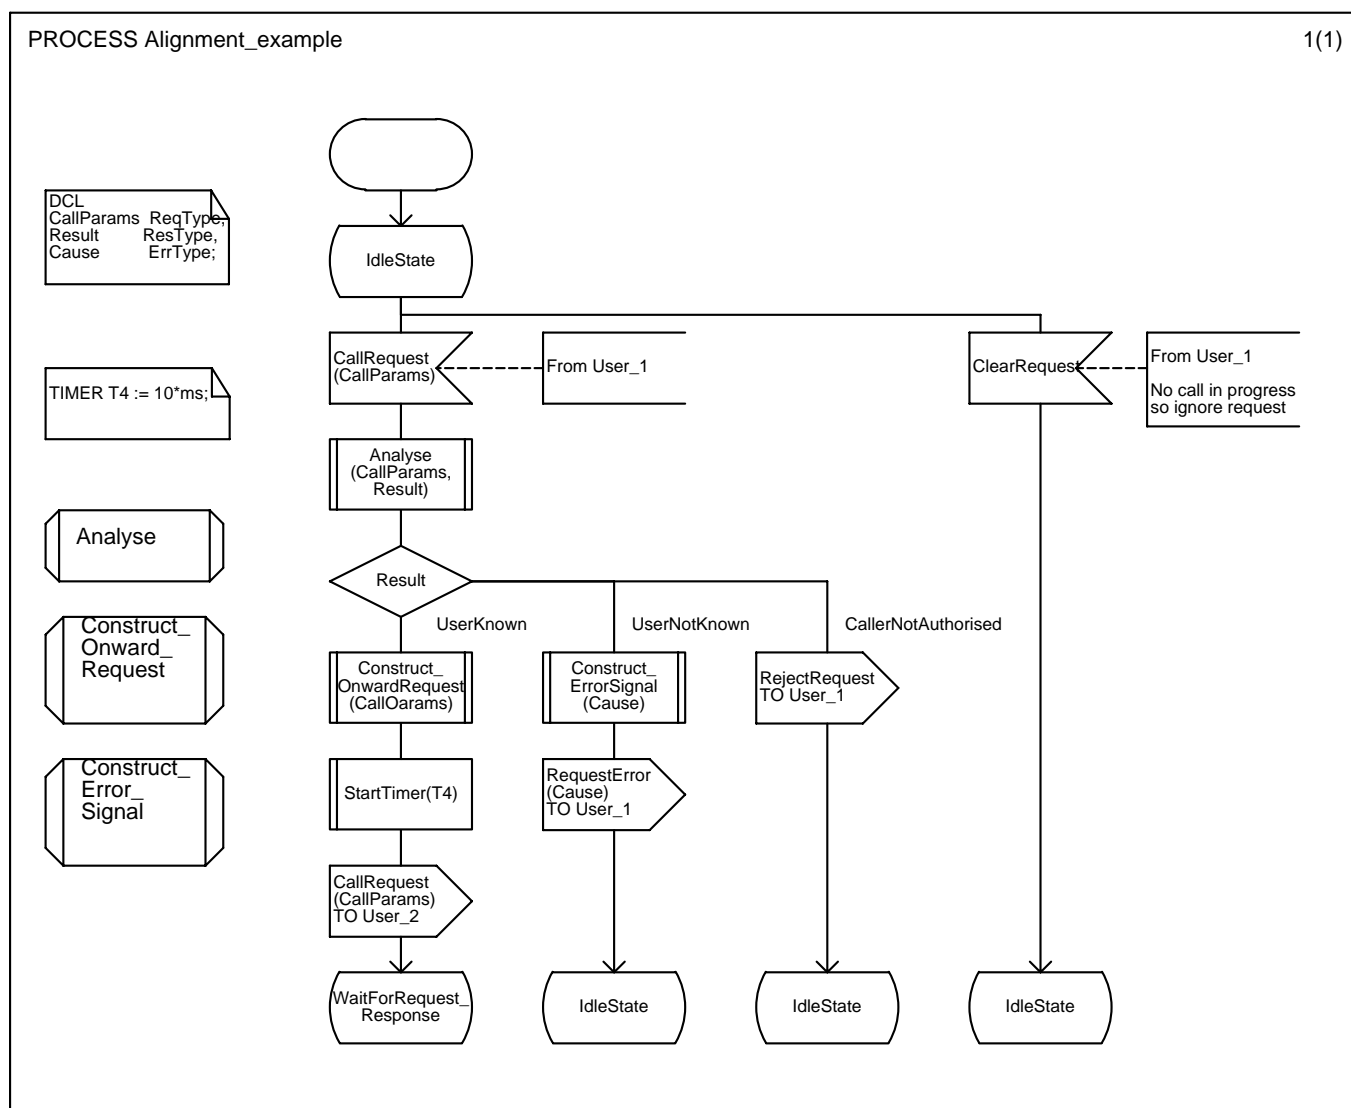 PROCESS Alignment_example
1(1)
DCL
CallParams ReqType,
Result ResType,
Cause ErrType;
IdleState
CallRequest
(CallParams)
From User_1
ClearRequest
From User_1
No call in progress
so ignore request
TIMER T4 := 10*ms;
Analyse
(CallParams,
Result)
Analyse
Result
UserKnown
UserNotKnown
CallerNotAuthorised
Construct_
Onward_
Request
Construct_
OnwardRequest
(CallOarams)
Construct_
ErrorSignal
(Cause)
RejectRequest
TO User_1
Construct_
Error_
Signal
StartTimer(T4)
RequestError
(Cause)
TO User_1
CallRequest
(CallParams)
TO User_2
WaitForRequest_
Response
IdleState
IdleState
IdleState